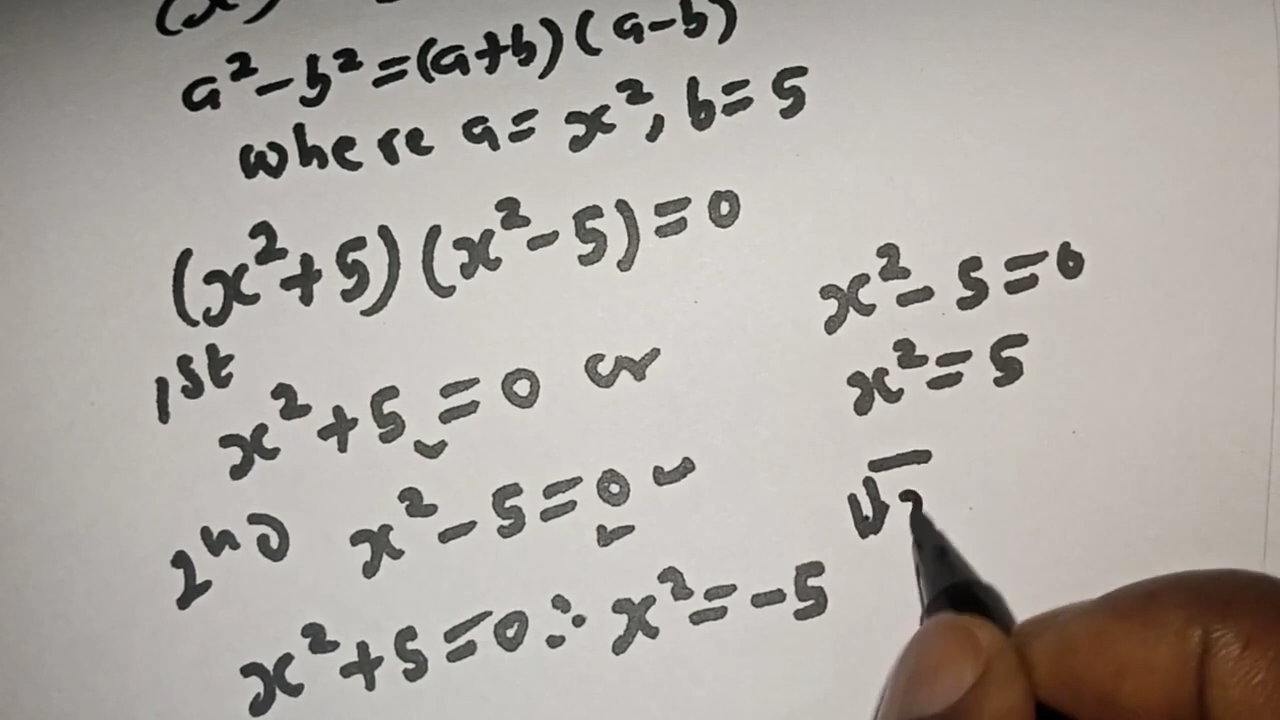 a² - b² = (a+b)(a-b)
where a = x², b = 5
(x²+5)(x²-5) = 0
1st
x²+5 = 0 or
2nd x²-5 = 0
x²+5 = 0 ∴ x² = -5
x²-5 = 0
x² = 5